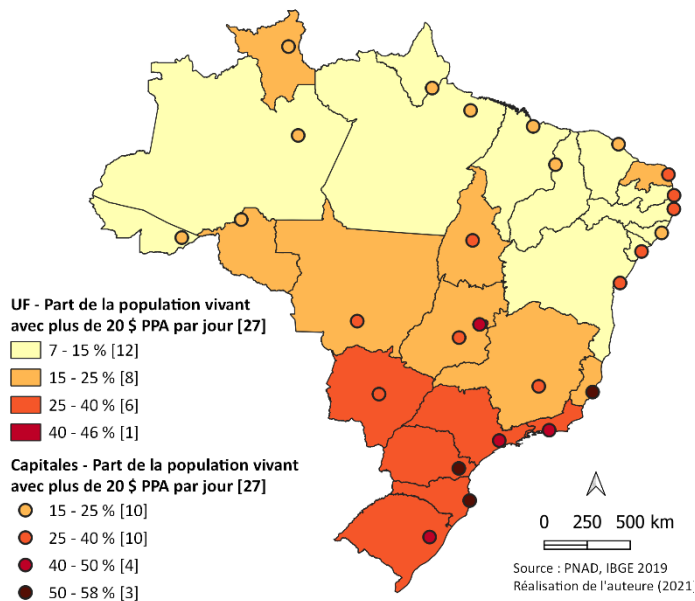 UF - Part de la population vivant
avec plus de 20 $ PPA par jour [27]
7 - 15 % [12]
15 - 25 % [8]
25 - 40 % [6]
40 - 46 % [1]
Capitales - Part de la population vivant
avec plus de 20 $ PPA par jour [27]
15 - 25 % [10]
25 - 40 % [10]
40 - 50 % [4]
50 - 58 % [3]
0 250 500 km
Source : PNAD, IBGE 2019
Réalisation de l'auteure (2021)